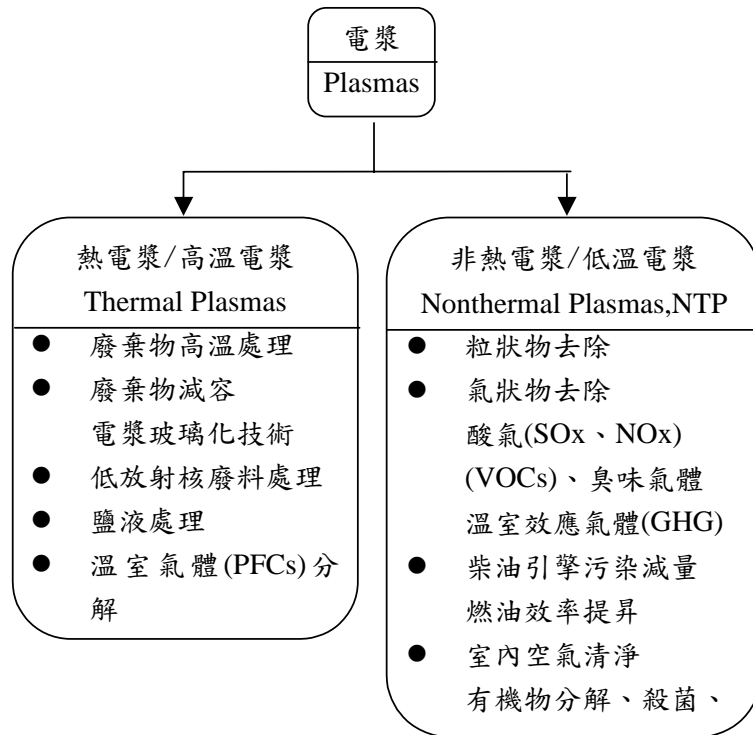 電漿
Plasmas
熱電漿/高溫電漿
Thermal Plasmas
● 廢棄物高溫處理
● 廢棄物減容
電漿玻璃化技術
● 低放射核廢料處理
● 鹽液處理
● 溫室氣體(PFCs)分
解
非熱電漿/低溫電漿
Nonthermal Plasmas,NTP
● 粒狀物去除
● 氣狀物去除
酸氣(SOx、NOx)
(VOCs)、臭味氣體
溫室效應氣體(GHG)
● 柴油引擎污染減量
燃油效率提昇
● 室內空氣清淨
有機物分解、殺菌、